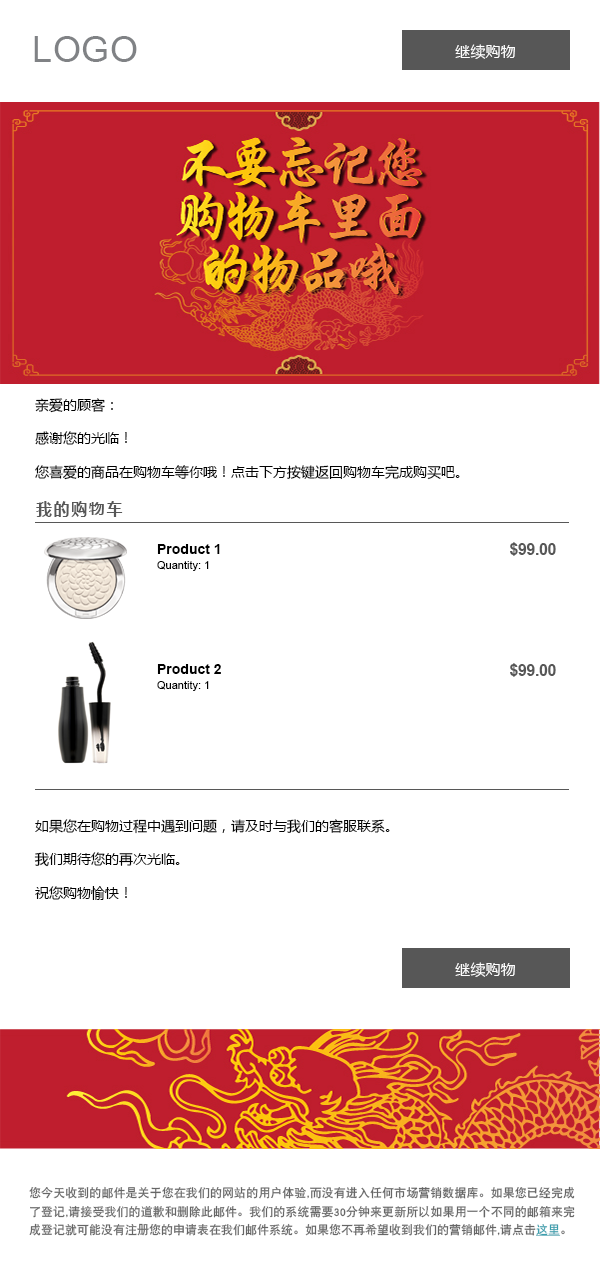 LOGO
继续购物
不要忘记您
购物车里面
的物品哦
亲爱的顾客：
感谢您的光临！
您喜爱的商品在购物车等你哦！点击下方按键返回购物车完成购买吧。
我的购物车
Product 1
$99.00
Quantity: 1
Product 2
$99.00
Quantity: 1
如果您在购物过程中遇到问题，请及时与我们的客服联系。
我们期待您的再次光临。
祝您购物愉快！
继续购物
您今天收到的邮件是关于您在我们的网站的用户体验,而没有进入任何市场营销数据库。如果您已经完成
了登记,请接受我们的道歉和删除此邮件。我们的系统需要30分钟来更新所以如果用一个不同的邮箱来完
成登记就可能没有注册您的申请表在我们邮件系统。如果您不再希望收到我们的营销邮件,请点击这里。